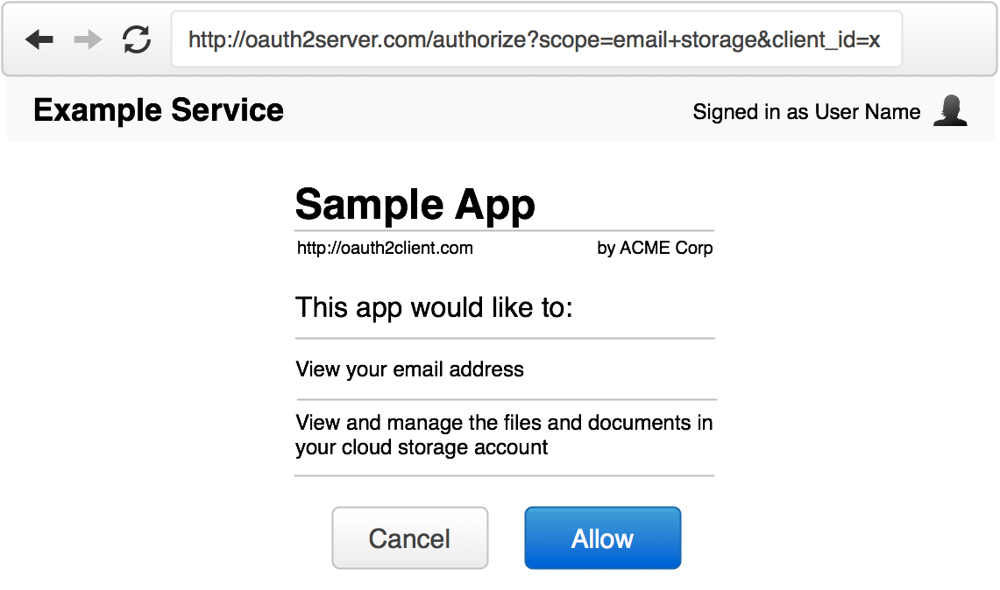 http://oauth2server.com/authorize?scope=email+storage&client_id=x
Example Service
Signed in as User Name
Sample App
http://oauth2client.com
by ACME Corp
This app would like to:
View your email address
View and manage the files and documents in
your cloud storage account
Cancel
Allow